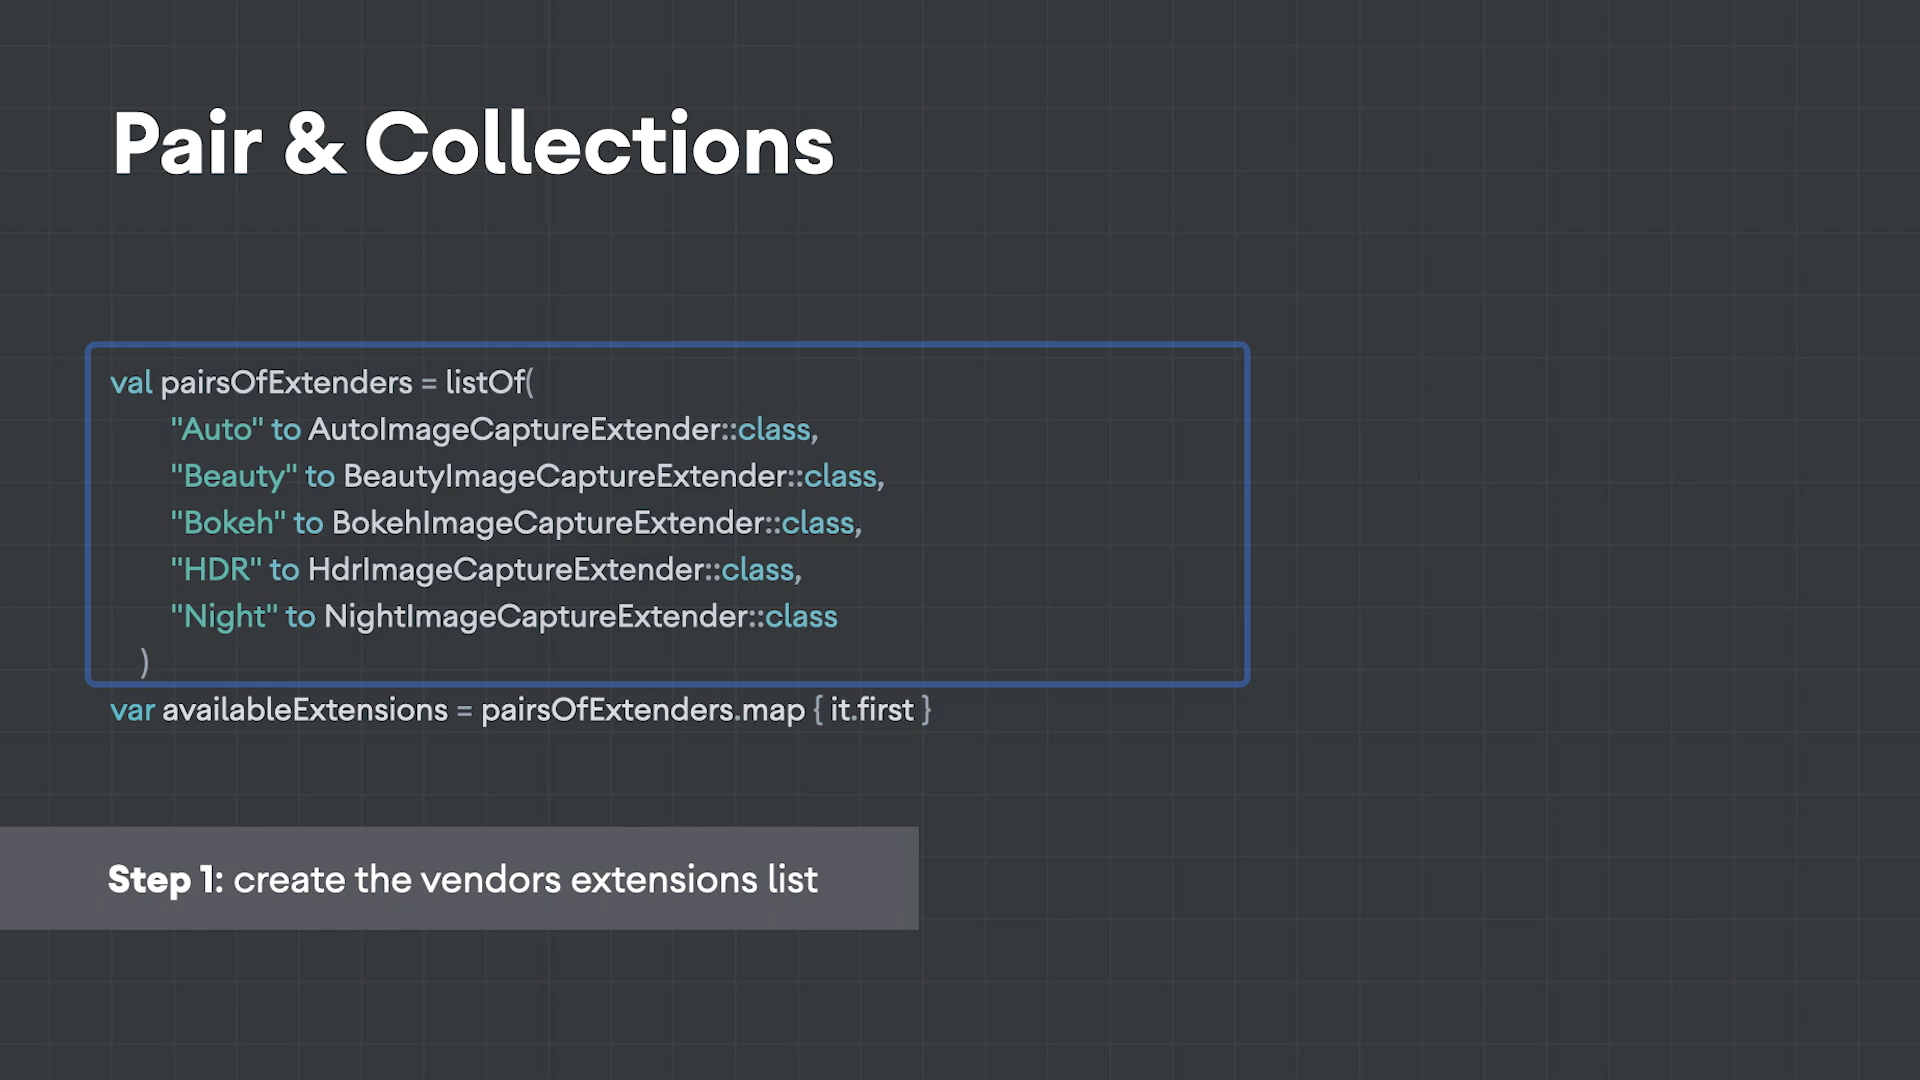 Pair & Collections
val pairsOfExtenders = listOf(
"Auto" to AutoImageCaptureExtender::class,
"Beauty" to BeautyImageCaptureExtender::class,
"Bokeh" to BokehImageCaptureExtender::class,
"HDR" to HdrImageCaptureExtender::class,
"Night" to NightImageCaptureExtender::class
)
var availableExtensions = pairsOfExtenders.map { it.first }
Step 1: create the vendors extensions list